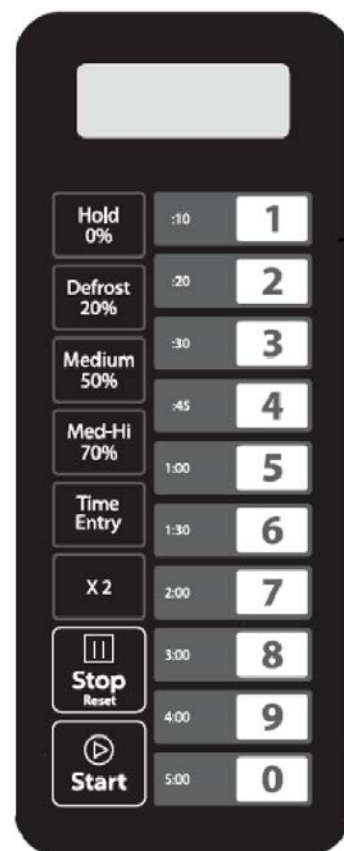 Hold
0%
:10
1
Defrost
20%
:20
2
Medium
50%
:30
3
Med-Hi
70%
:45
4
1:00
5
Time
Entry
1:30
6
X 2
2:00
7
Stop
Reset
3:00
8
4:00
9
Start
5:00
0